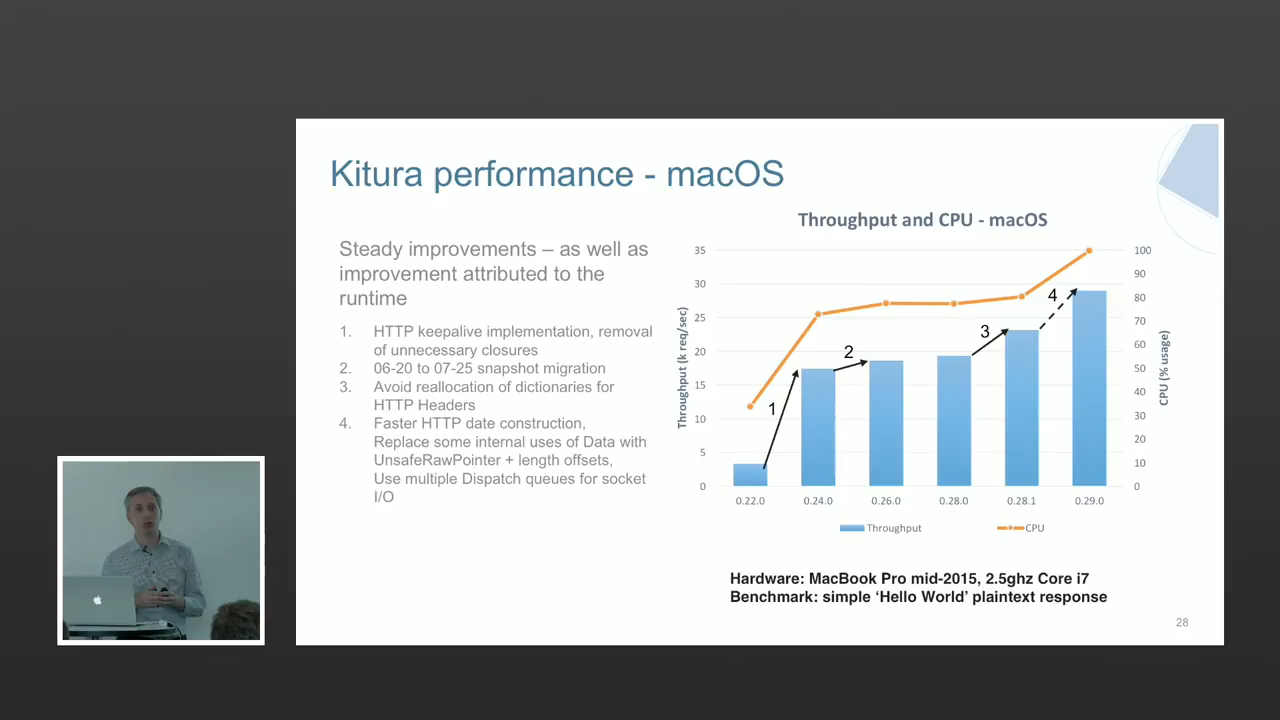 Kitura performance - macOS
Steady improvements – as well as
improvement attributed to the
runtime
1. HTTP keepalive implementation, removal
of unnecessary closures
2. 06-20 to 07-25 snapshot migration
3. Avoid reallocation of dictionaries for
HTTP Headers
4. Faster HTTP date construction,
Replace some internal uses of Data with
UnsafeRawPointer + length offsets,
Use multiple Dispatch queues for socket
I/O
Throughput and CPU - macOS
Throughput (k req/sec)
35
30
25
20
15
10
5
0
1
2
3
4
100
90
80
70
60
50
40
30
20
10
0
CPU (% usage)
0.22.0 0.24.0 0.26.0 0.28.0 0.28.1 0.29.0
Throughput CPU
Hardware: MacBook Pro mid-2015, 2.5ghz Core i7
Benchmark: simple ‘Hello World’ plaintext response
28